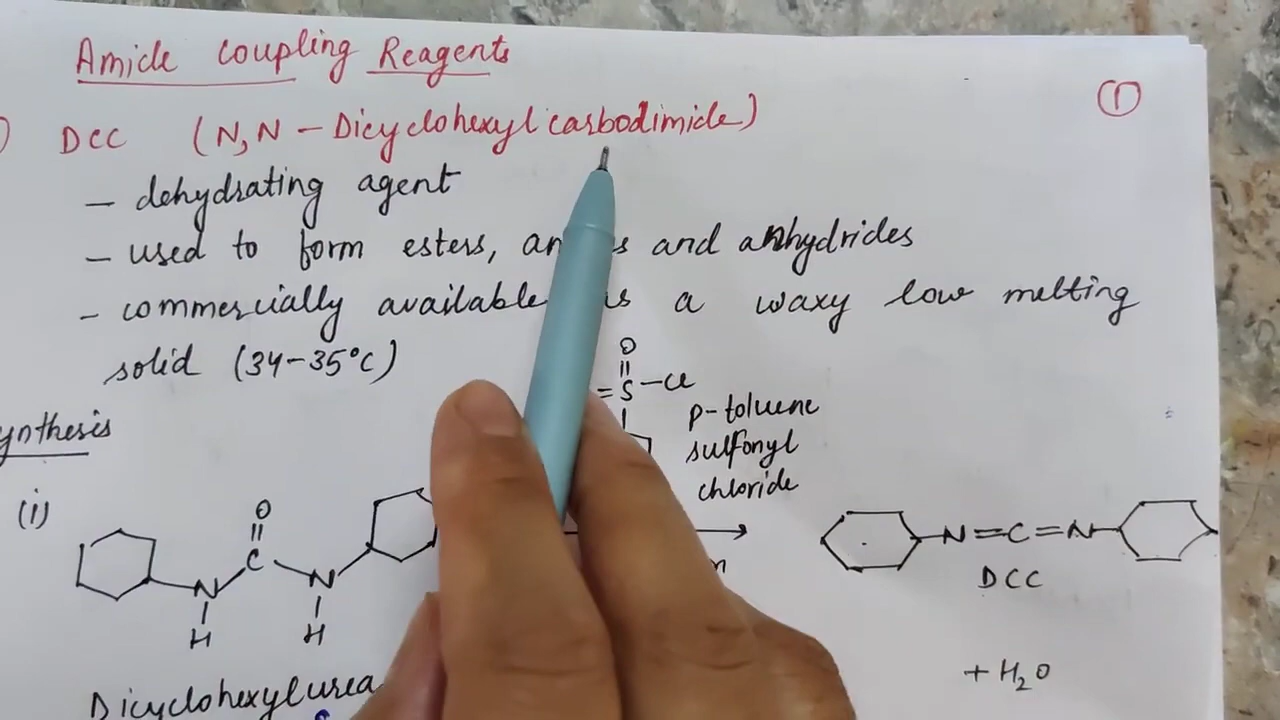 Amide coupling Reagents
①
DCC (N,N - Dicyclohexyl carbodimide)
- dehydrating agent
- used to form esters, and anhydrides
- commercially available a waxy low melting
solid (34-35°C)
O
=S-Cl
p-toluene
sulfonyl
chloride
(i)
O
C
N
H
N
H
N=C=N
DCC
Dicyclohexylurea
+ H₂O